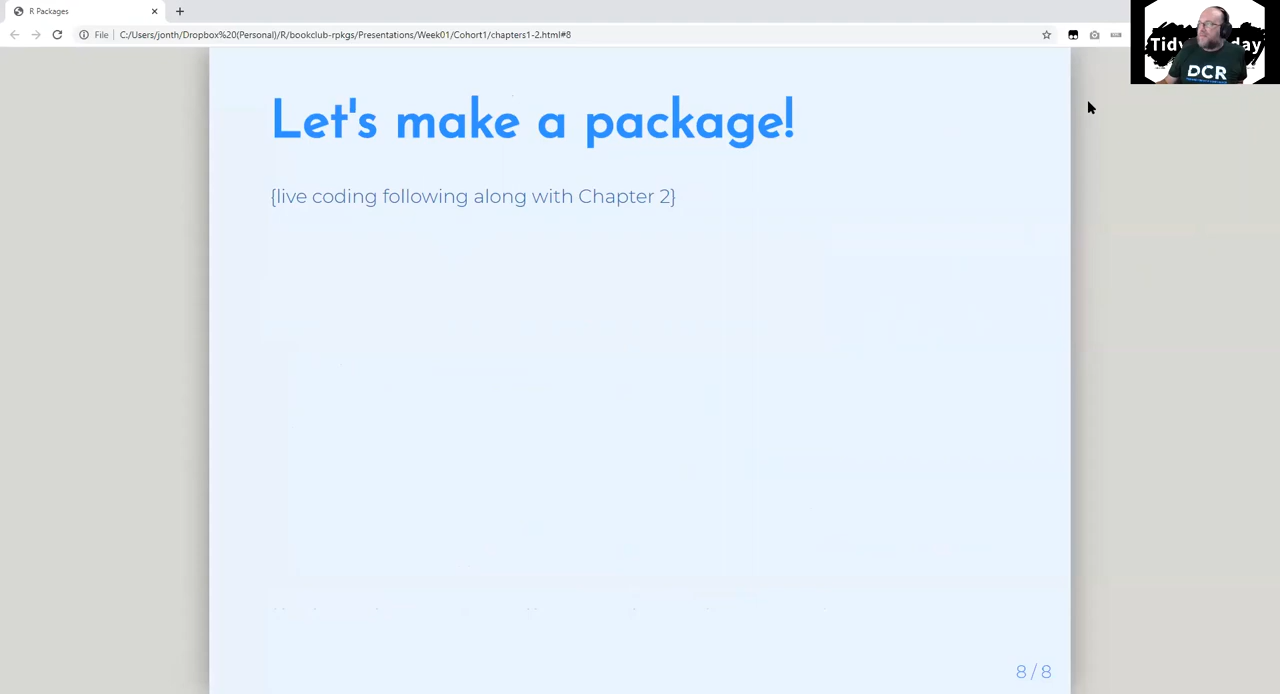 R Packages
File C:/Users/jonth/Dropbox%20(Personal)/R/bookclub-rpkgs/Presentations/Week01/Cohort1/chapters1-2.html#8
DCR
Let's make a package!
{live coding following along with Chapter 2}
8 / 8